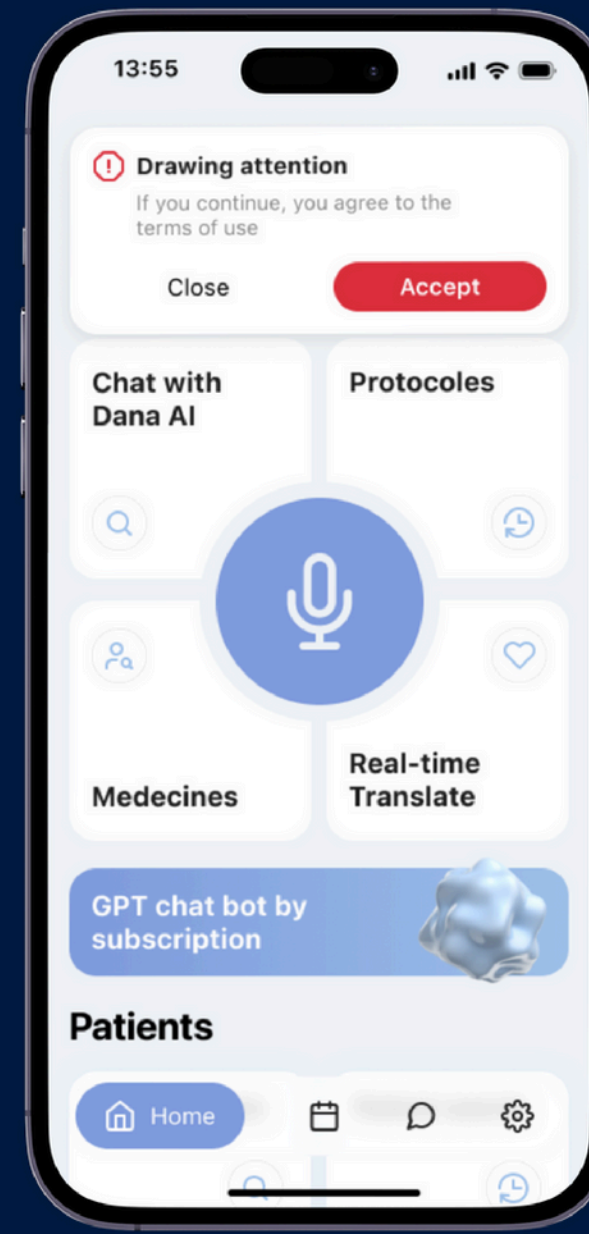 13:55
Drawing attention
If you continue, you agree to the
terms of use
Close
Accept
Chat with
Dana AI
Protocoles
Medecines
Real-time
Translate
GPT chat bot by
subscription
Patients
Home